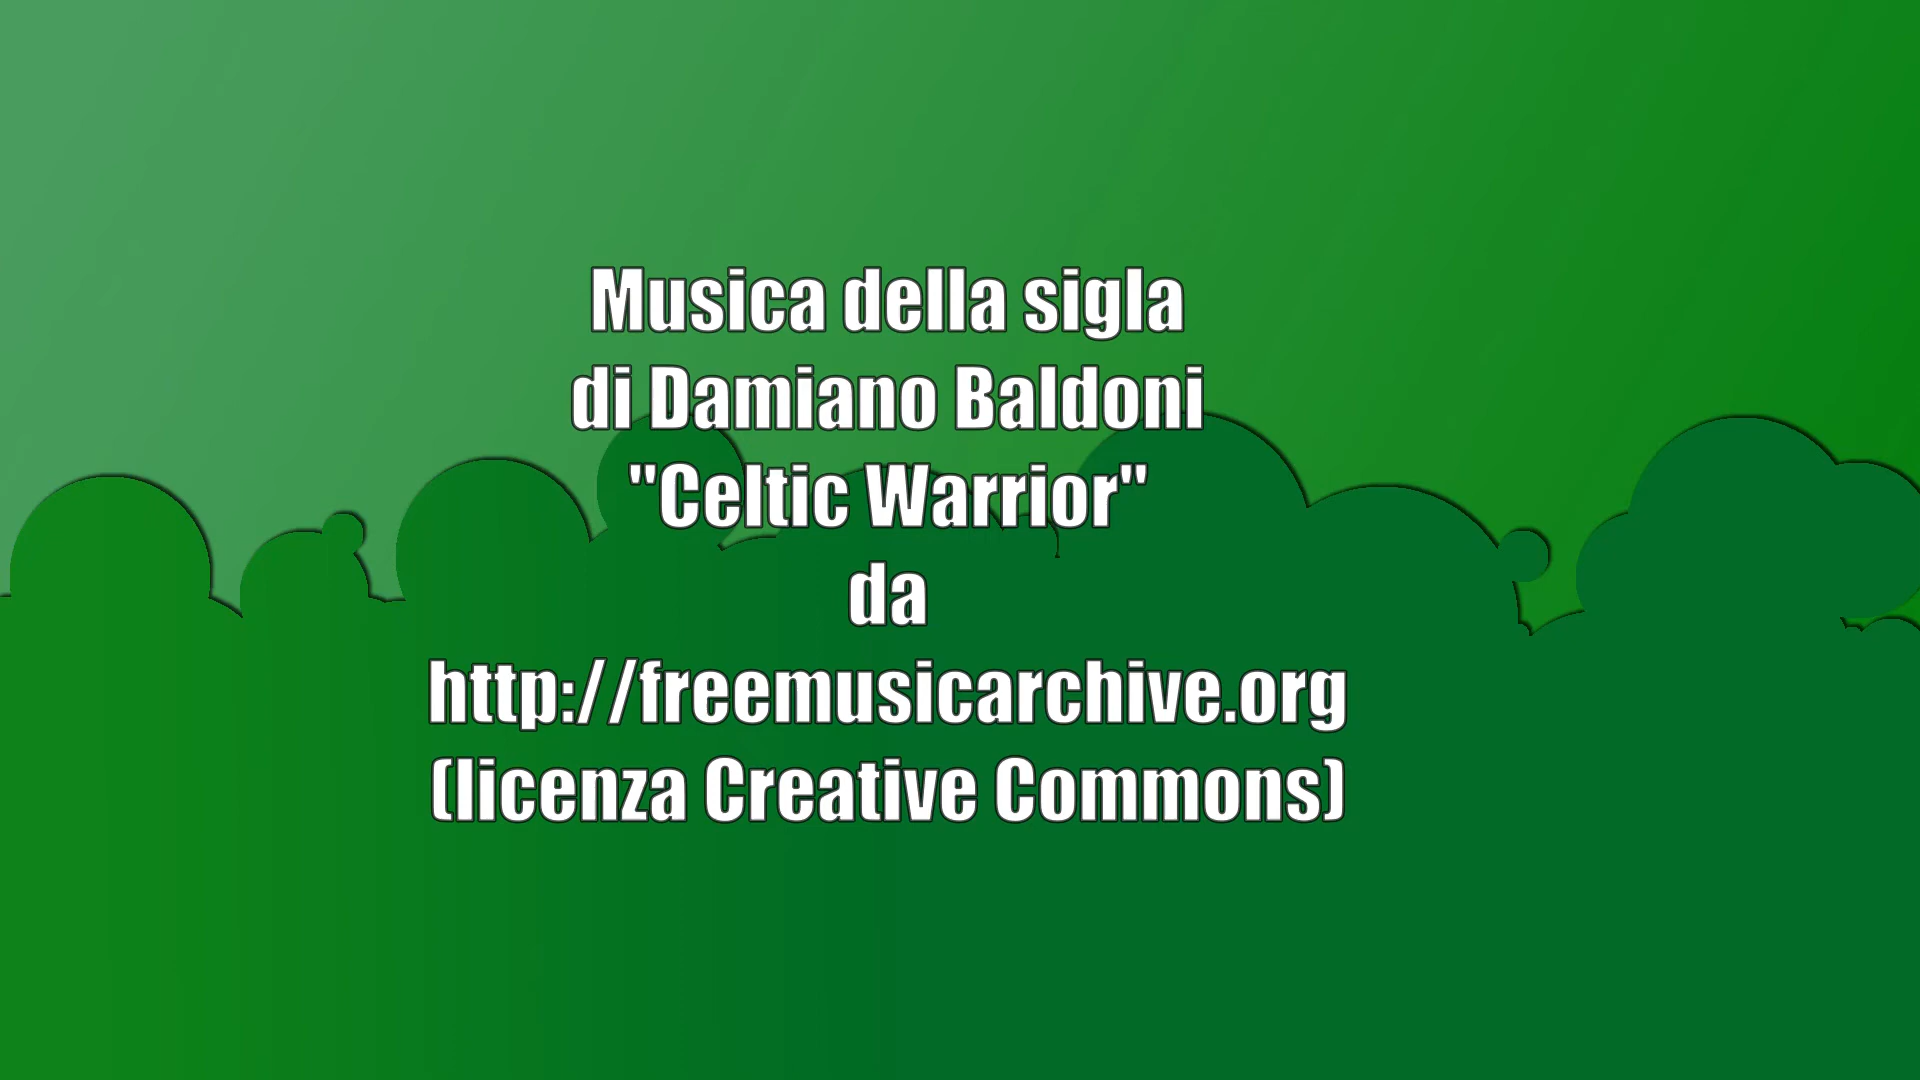 Musica della sigla
di Damiano Baldoni
"Celtic Warrior"
da
http://freemusicarchive.org
(licenza Creative Commons)